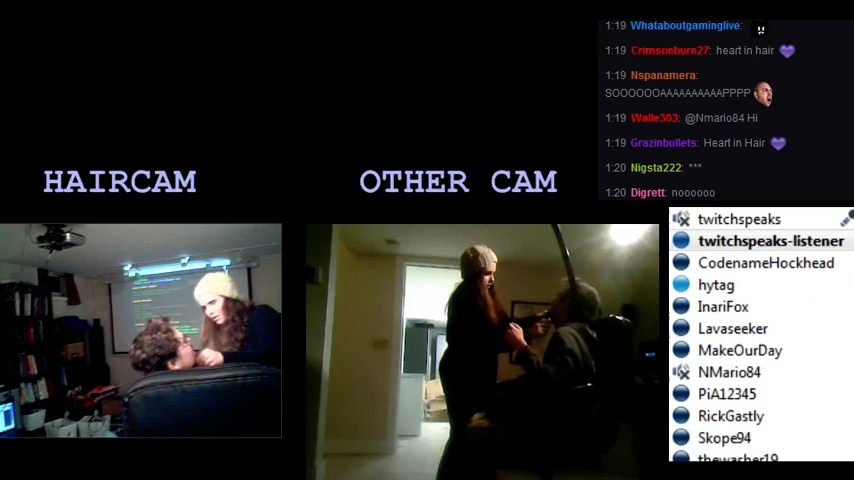 HAIRCAM
OTHER CAM
1:19 Whataboutgaminglive:
1:19 Crimsonburn27: heart in hair
1:19 Nspanamera:
SOOOOOOAAAAAAAAAAPPPP
1:19 Walle303: @Nmario84 Hi
1:19 Grazinbullets: Heart in Hair
1:20 Nigsta222: ***
1:20 Digrett: noooooo
twitchspeaks
twitchspeaks-listener
CodenameHockhead
hytag
InariFox
Lavaseeker
MakeOurDay
NMario84
PiA12345
RickGastly
Skope94
thewasher19